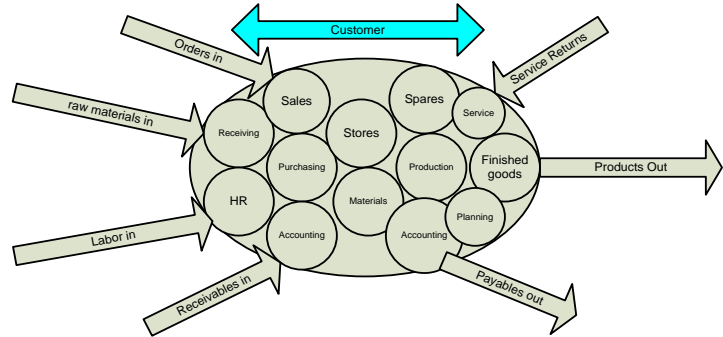 Customer
Orders in
Service Returns
raw materials in
Sales
Spares
Service
Receiving
Stores
Purchasing
Production
Finished
goods
Products Out
HR
Materials
Planning
Accounting
Accounting
Labor in
Receivables in
Payables out